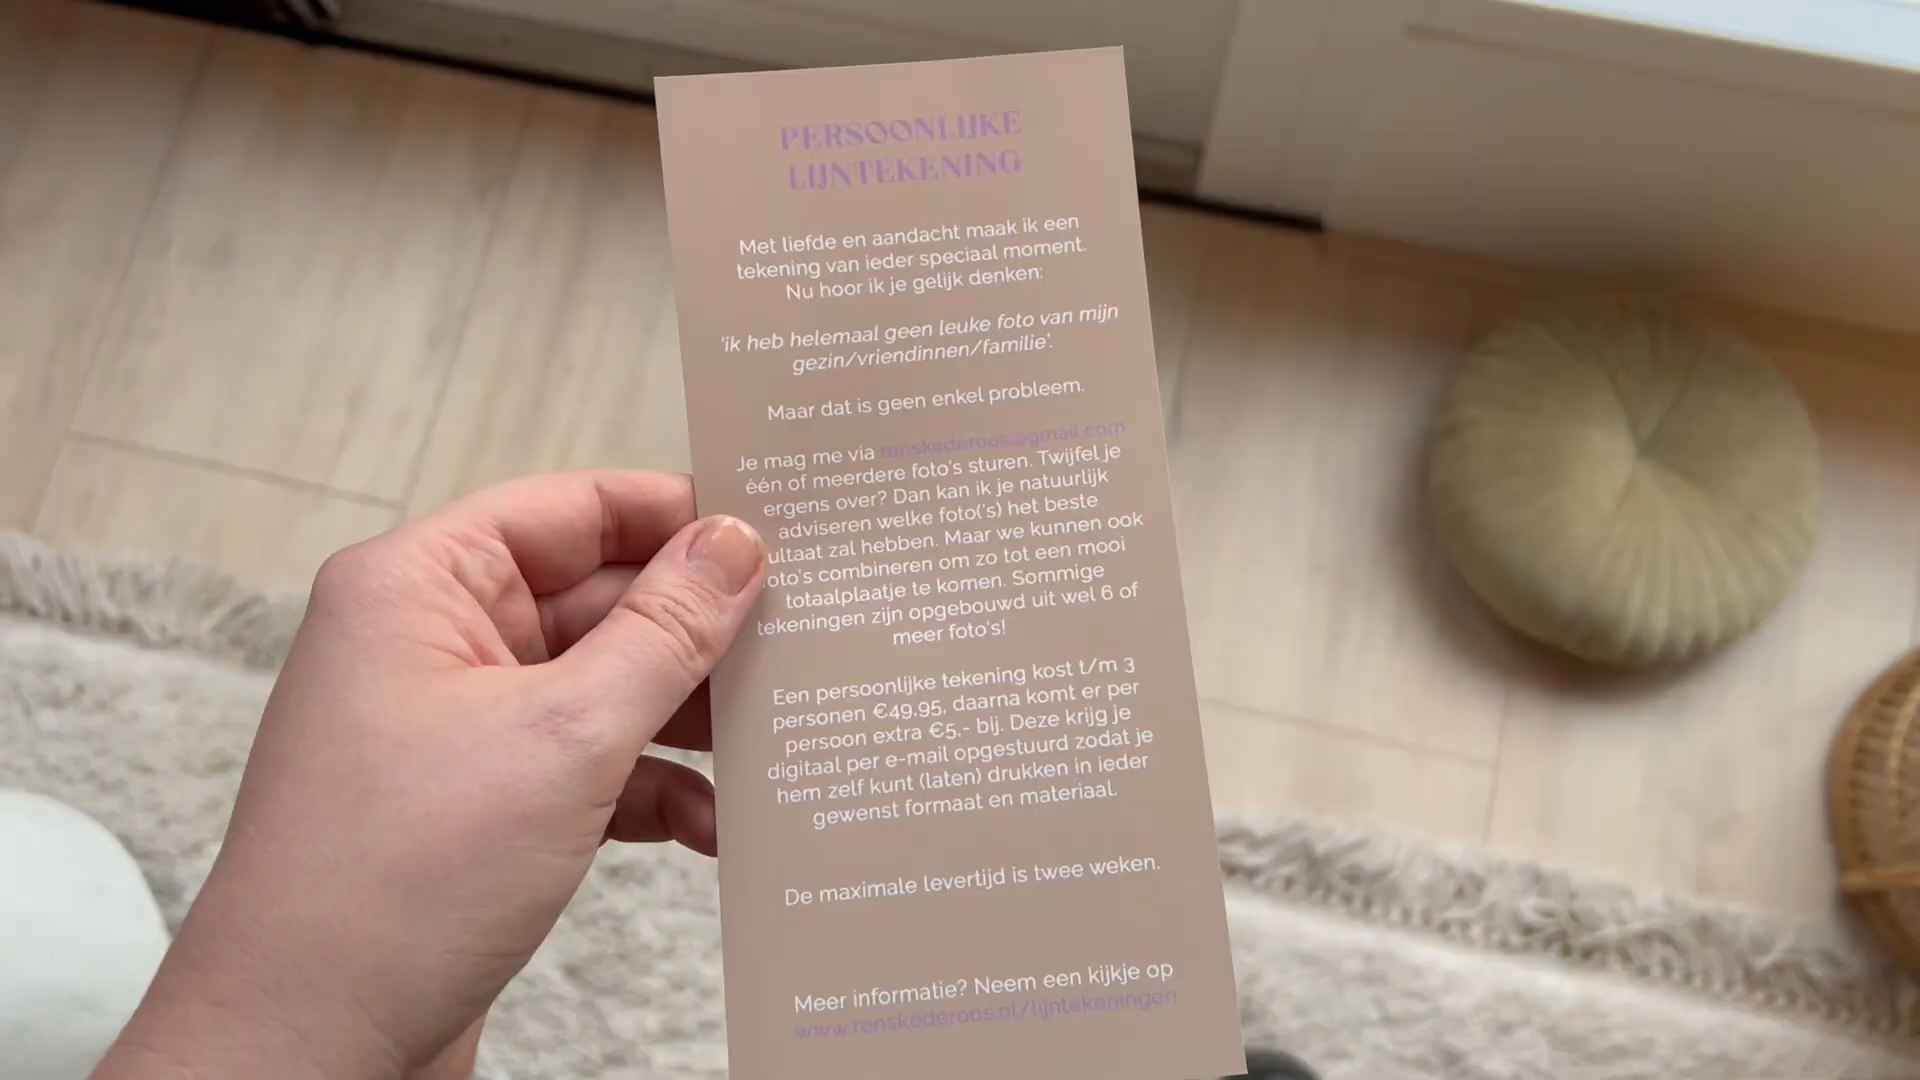 PERSOONLIJKE
LIJNTEKENING
Met liefde en aandacht maak ik een
tekening van ieder speciaal moment.
Nu hoor ik je gelijk denken:
'ik heb helemaal geen leuke foto van mijn
gezin/vriendinnen/familie'.
Maar dat is geen enkel probleem.
Je mag me via renskederoos@gmail.com
één of meerdere foto's sturen. Twijfel je
ergens over? Dan kan ik je natuurlijk
adviseren welke foto('s) het beste
ultaat zal hebben. Maar we kunnen ook
oto's combineren om zo tot een mooi
totaalplaatje te komen. Sommige
tekeningen zijn opgebouwd uit wel 6 of
meer foto's!
Een persoonlijke tekening kost t/m 3
personen €49,95, daarna komt er per
persoon extra €5,- bij. Deze krijg je
digitaal per e-mail opgestuurd zodat je
hem zelf kunt (laten) drukken in ieder
gewenst formaat en materiaal.
De maximale levertijd is twee weken.
Meer informatie? Neem een kijkje op
www.renskederoos.nl/lijntekeningen